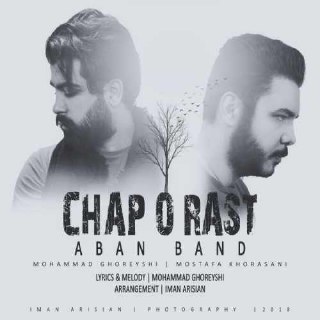 CHAP O RAST
ABAN BAND
MOHAMMAD GHOREYSHI | MOSTAFA KHORASANI
LYRICS & MELODY | MOHAMMAD GHOREYSHI
ARRANGEMENT | IMAN ARISIAN
IMAN ARISIAN | PHOTOGRAPHY | 2018